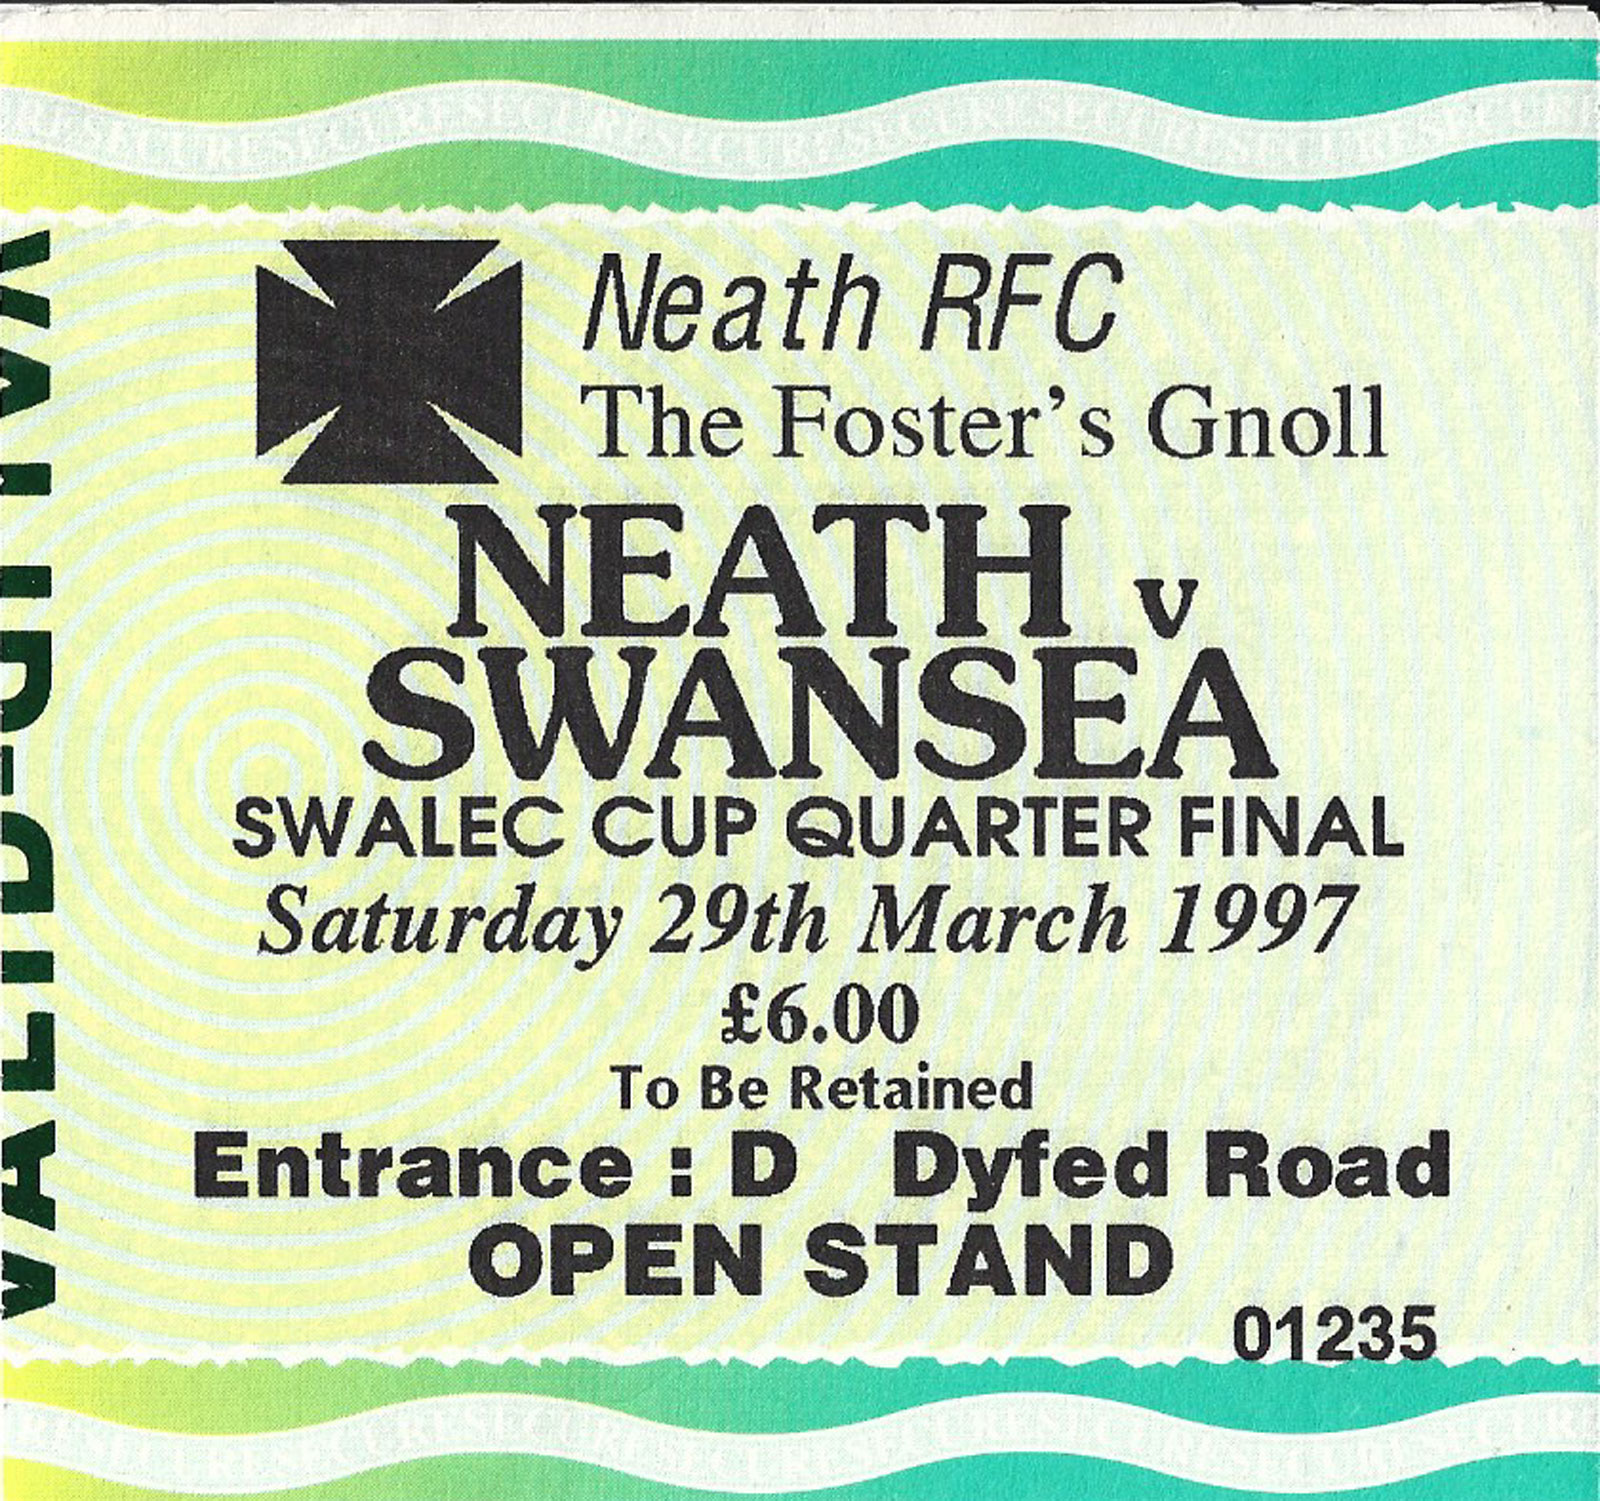 Neath RFC
The Foster's Gnoll
NEATH v
SWANSEA
SWALEC CUP QUARTER FINAL
Saturday 29th March 1997
£6.00
To Be Retained
Entrance : D Dyfed Road
OPEN STAND
01235